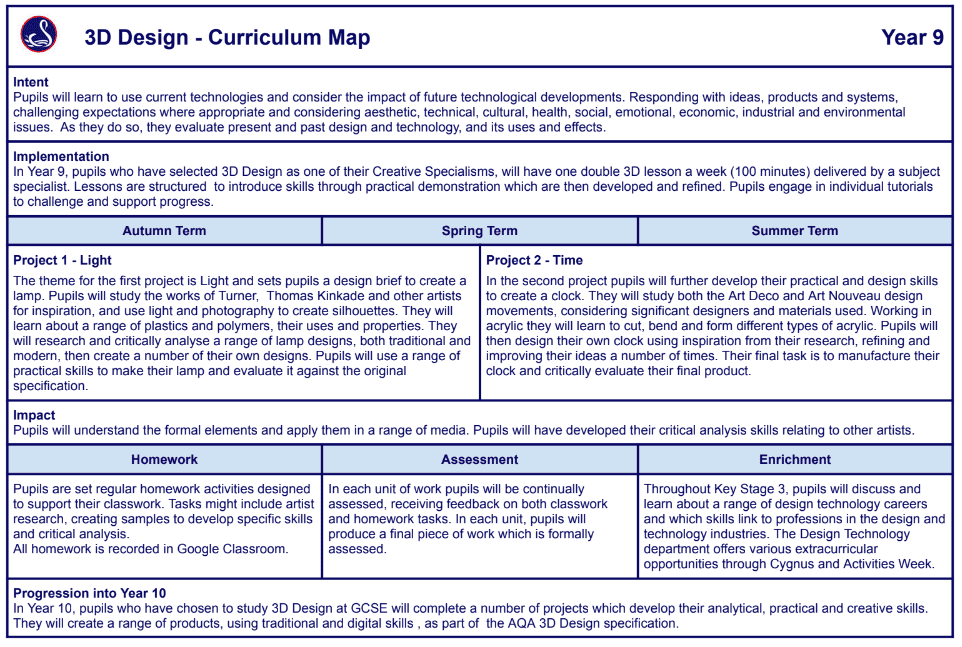 3D Design - Curriculum Map
Year 9
Intent
Pupils will learn to use current technologies and consider the impact of future technological developments. Responding with ideas, products and systems,
challenging expectations where appropriate and considering aesthetic, technical, cultural, health, social, emotional, economic, industrial and environmental
issues.  As they do so, they evaluate present and past design and technology, and its uses and effects.
Implementation
In Year 9, pupils who have selected 3D Design as one of their Creative Specialisms, will have one double 3D lesson a week (100 minutes) delivered by a subject
specialist. Lessons are structured  to introduce skills through practical demonstration which are then developed and refined. Pupils engage in individual tutorials
to challenge and support progress.
Autumn Term
Spring Term
Summer Term
Project 1 - Light
The theme for the first project is Light and sets pupils a design brief to create a
lamp. Pupils will study the works of Turner,  Thomas Kinkade and other artists
for inspiration, and use light and photography to create silhouettes. They will
learn about a range of plastics and polymers, their uses and properties. They
will research and critically analyse a range of lamp designs, both traditional and
modern, then create a number of their own designs. Pupils will use a range of
practical skills to make their lamp and evaluate it against the original
specification.
Project 2 - Time
In the second project pupils will further develop their practical and design skills
to create a clock. They will study both the Art Deco and Art Nouveau design
movements, considering significant designers and materials used. Working in
acrylic they will learn to cut, bend and form different types of acrylic. Pupils will
then design their own clock using inspiration from their research, refining and
improving their ideas a number of times. Their final task is to manufacture their
clock and critically evaluate their final product.
Impact
Pupils will understand the formal elements and apply them in a range of media. Pupils will have developed their critical analysis skills relating to other artists.
Homework
Assessment
Enrichment
Pupils are set regular homework activities designed
to support their classwork. Tasks might include artist
research, creating samples to develop specific skills
and critical analysis.
All homework is recorded in Google Classroom.
In each unit of work pupils will be continually
assessed, receiving feedback on both classwork
and homework tasks. In each unit, pupils will
produce a final piece of work which is formally
assessed.
Throughout Key Stage 3, pupils will discuss and
learn about a range of design technology careers
and which skills link to professions in the design and
technology industries. The Design Technology
department offers various extracurricular
opportunities through Cygnus and Activities Week.
Progression into Year 10
In Year 10, pupils who have chosen to study 3D Design at GCSE will complete a number of projects which develop their analytical, practical and creative skills.
They will create a range of products, using traditional and digital skills , as part of  the AQA 3D Design specification.